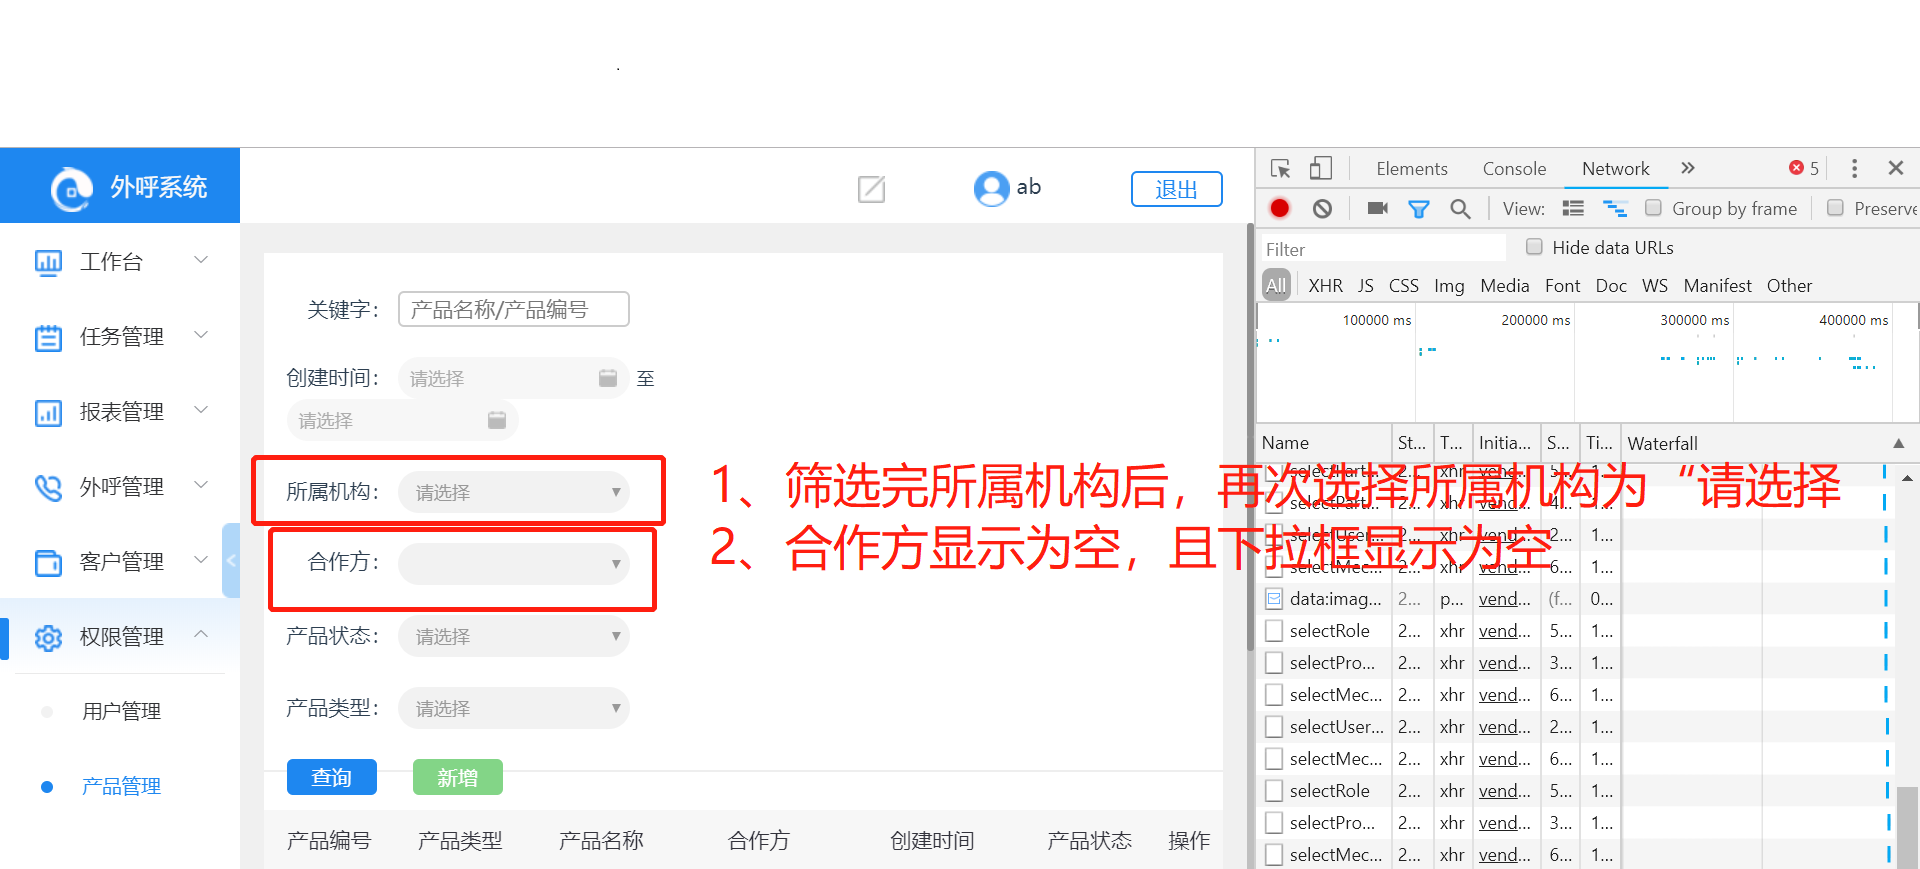 .
外呼系统
ab
退出
工作台
任务管理
报表管理
外呼管理
客户管理
权限管理
用户管理
产品管理
关键字：
产品名称/产品编号
创建时间：
请选择
至
请选择
所属机构：
请选择
合作方：
产品状态：
请选择
产品类型：
请选择
查询
新增
产品编号 产品类型 产品名称 合作方 创建时间 产品状态 操作
1、筛选完所属机构后，再次选择所属机构为“请选择
2、合作方显示为空，且下拉框显示为空
Elements Console Network
5
View:
Group by frame
Preserve
Filter
Hide data URLs
All XHR JS CSS Img Media Font Doc WS Manifest Other
100000 ms 200000 ms 300000 ms 400000 ms
Name St... T... Initia... S... Ti... Waterfall
selectPart... 2... xhr vend... 5... 1...
selectPart... 2... xhr vend... 4... 1...
selectUser... 2... xhr vend... 2... 1...
selectMec... 2... xhr vend... 6... 1...
data:imag... 2... p... vend... (f... 0...
selectRole 2... xhr vend... 5... 1...
selectPro... 2... xhr vend... 3... 1...
selectMec... 2... xhr vend... 6... 1...
selectUser... 2... xhr vend... 2... 1...
selectMec... 2... xhr vend... 6... 1...
selectRole 2... xhr vend... 5... 1...
selectPro... 2... xhr vend... 3... 1...
selectMec... 2... xhr vend... 6... 1...